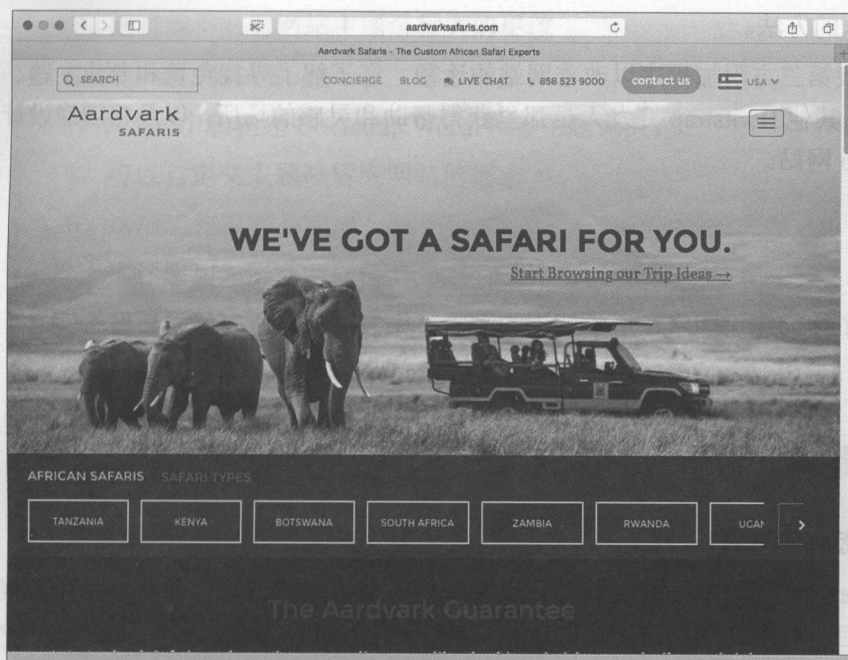 aardvarksafaris.com
Aardvark Safaris - The Custom African Safari Experts
SEARCH
CONCIERGE BLOG LIVE CHAT 858 523 9000 contact us USA
Aardvark
SAFARIS
WE'VE GOT A SAFARI FOR YOU.
Start Browsing our Trip Ideas →
AFRICAN SAFARIS SAFARI TYPES
TANZANIA KENYA BOTSWANA SOUTH AFRICA ZAMBIA RWANDA
The Aardvark Guarantee